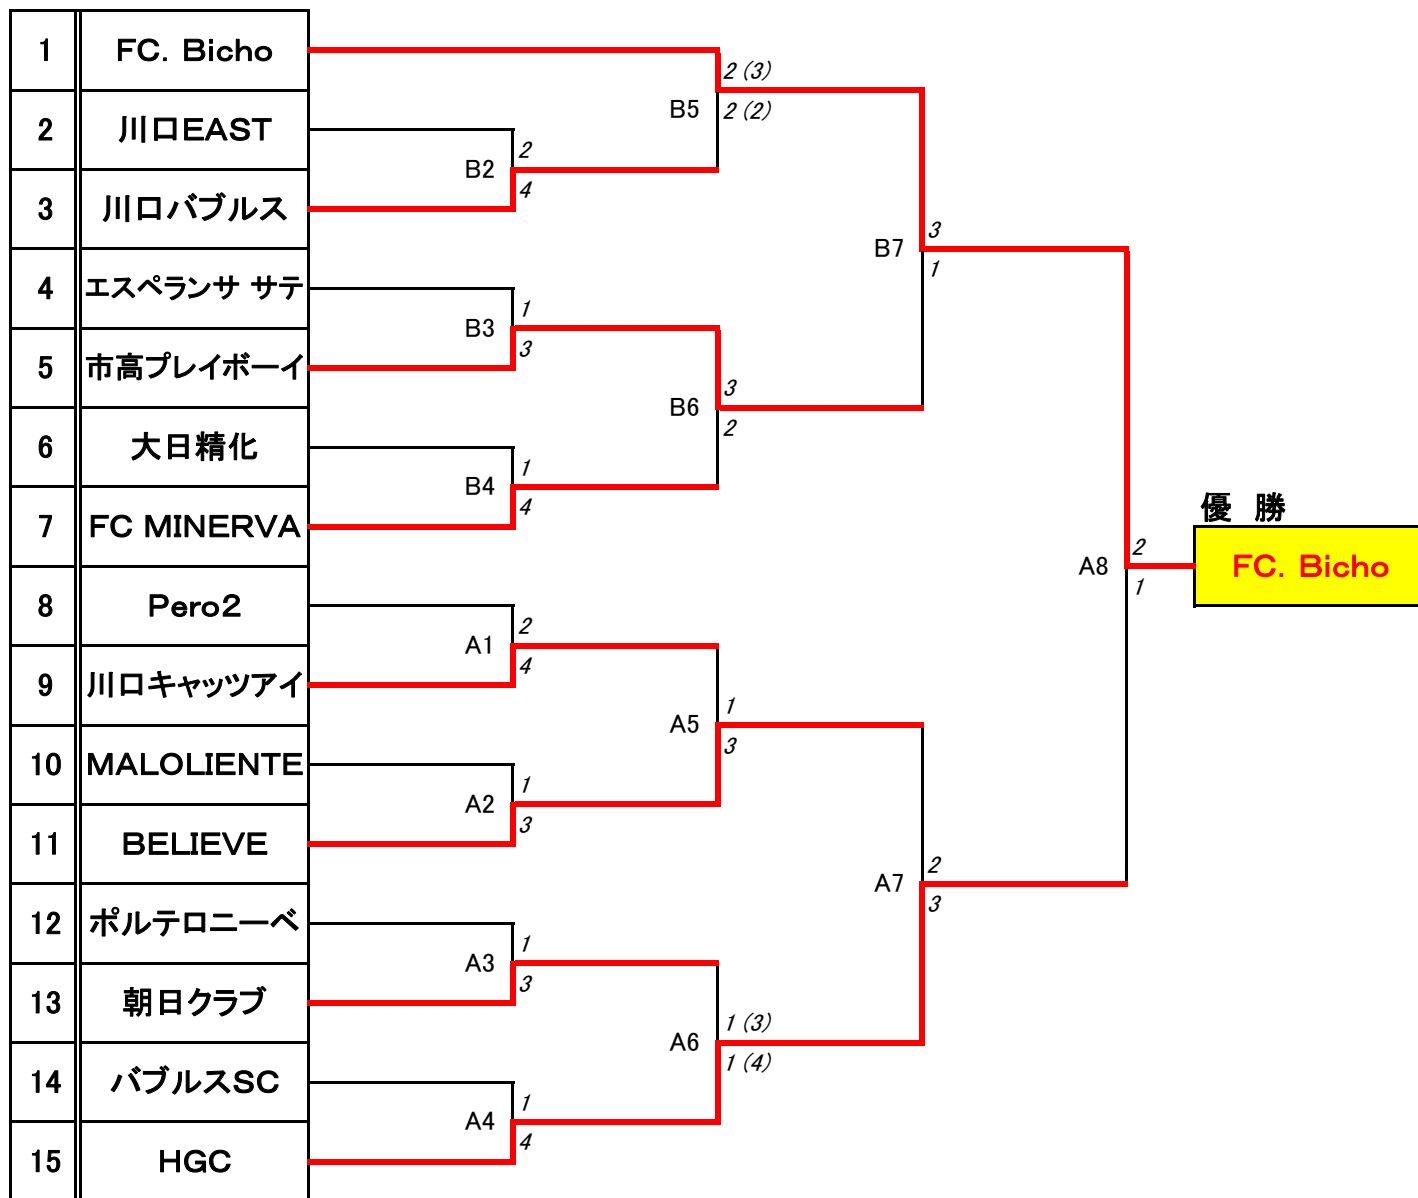 1 FC. Bicho
2 (3)
B5 2 (2)
2 川口EAST
2
B2
4
3 川口バブルス
3
B7
1
4 エスペランサ サテ
1
B3
3
5 市高プレイボーイ
3
B6
2
6 大日精化
1
B4
4
7 FC MINERVA
優 勝
2
A8 FC. Bicho
1
8 Pero2
2
A1
4
9 川口キャッツアイ
1
A5
3
10 MALOLIENTE
1
A2
3
11 BELIEVE
2
A7
3
12 ポルテロニーベ
1
A3
3
13 朝日クラブ
1 (3)
A6
1 (4)
14 バブルスSC
1
A4
4
15 HGC